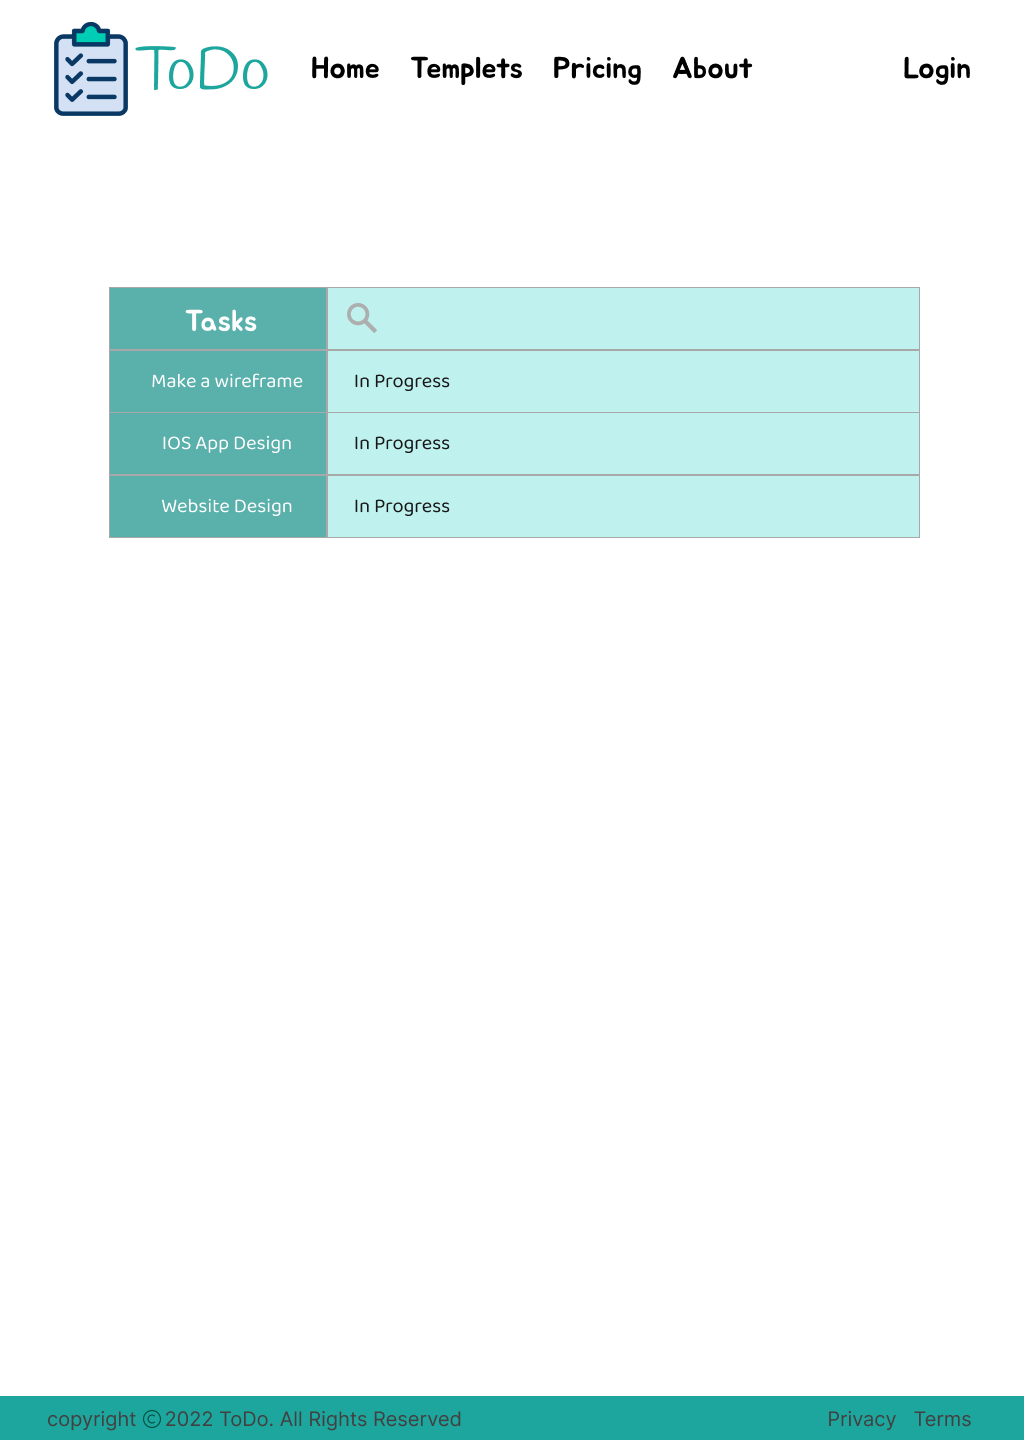 ToDo Home Templets Pricing About Login
Tasks
Make a wireframe In Progress
IOS App Design In Progress
Website Design In Progress
copyright ©2022 ToDo. All Rights Reserved Privacy Terms